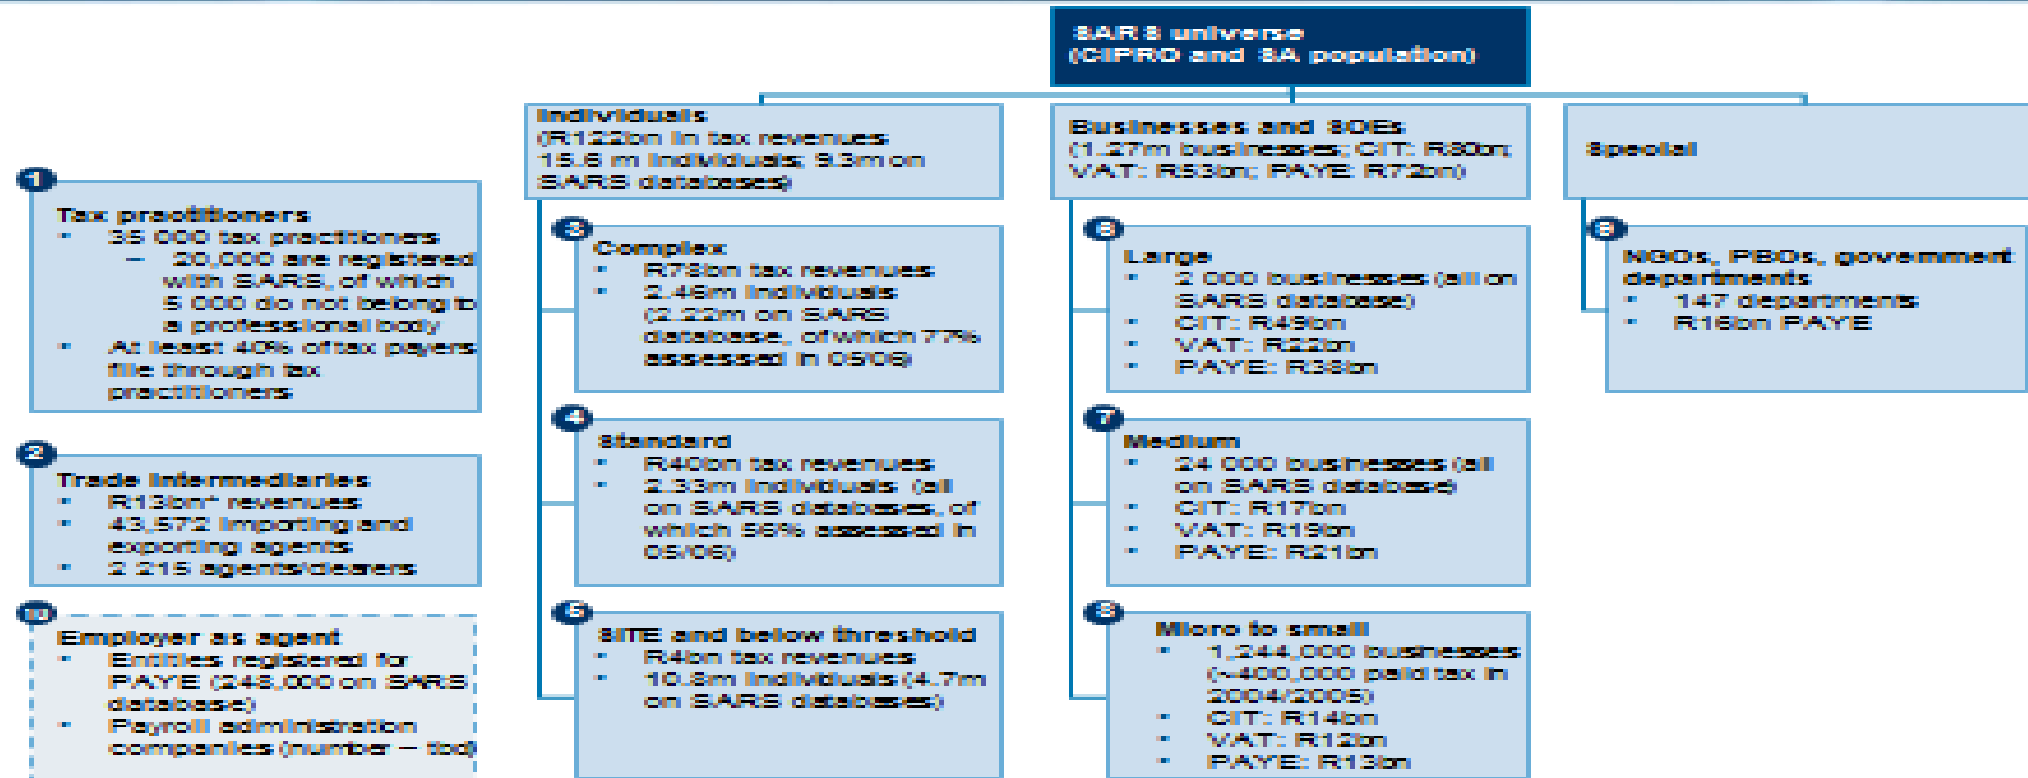 SARS universe
(CIPRO and SA population)
Individuals
(R122bn in tax revenues
15.6 m individuals; 9.3m on
SARS databases)
Businesses and SOEs
(1.27m businesses; CIT: R80bn;
VAT: R53bn; PAYE: R72bn)
Special
1
Tax practitioners
• 35 000 tax practitioners
– 20,000 are registered
with SARS, of which
5 000 do not belong to
a professional body
• At least 40% of tax payers
file through tax
practitioners
2
Trade intermediaries
• R13bn* revenues
• 43,572 importing and
exporting agents
• 2 215 agents/clearers
Employer as agent
• Entities registered for
PAYE (248,000 on SARS
database)
• Payroll administration
companies (number – tbd)
3
Complex
• R78bn tax revenues
• 2.46m individuals
(2.22m on SARS
database, of which 77%
assessed in 05/06)
4
Standard
• R40bn tax revenues
• 2.33m individuals (all
on SARS databases, of
which 56% assessed in
05/06)
5
SITE and below threshold
• R4bn tax revenues
• 10.8m individuals (4.7m
on SARS databases)
6
Large
• 2 000 businesses (all on
SARS database)
• CIT: R49bn
• VAT: R22bn
• PAYE: R38bn
7
Medium
• 24 000 businesses (all
on SARS database)
• CIT: R17bn
• VAT: R19bn
• PAYE: R21bn
8
Micro to small
• 1,244,000 businesses
(~400,000 paid tax in
2004/2005)
• CIT: R14bn
• VAT: R12bn
• PAYE: R13bn
NGOs, PBOs, government
departments
• 147 departments
• R16bn PAYE